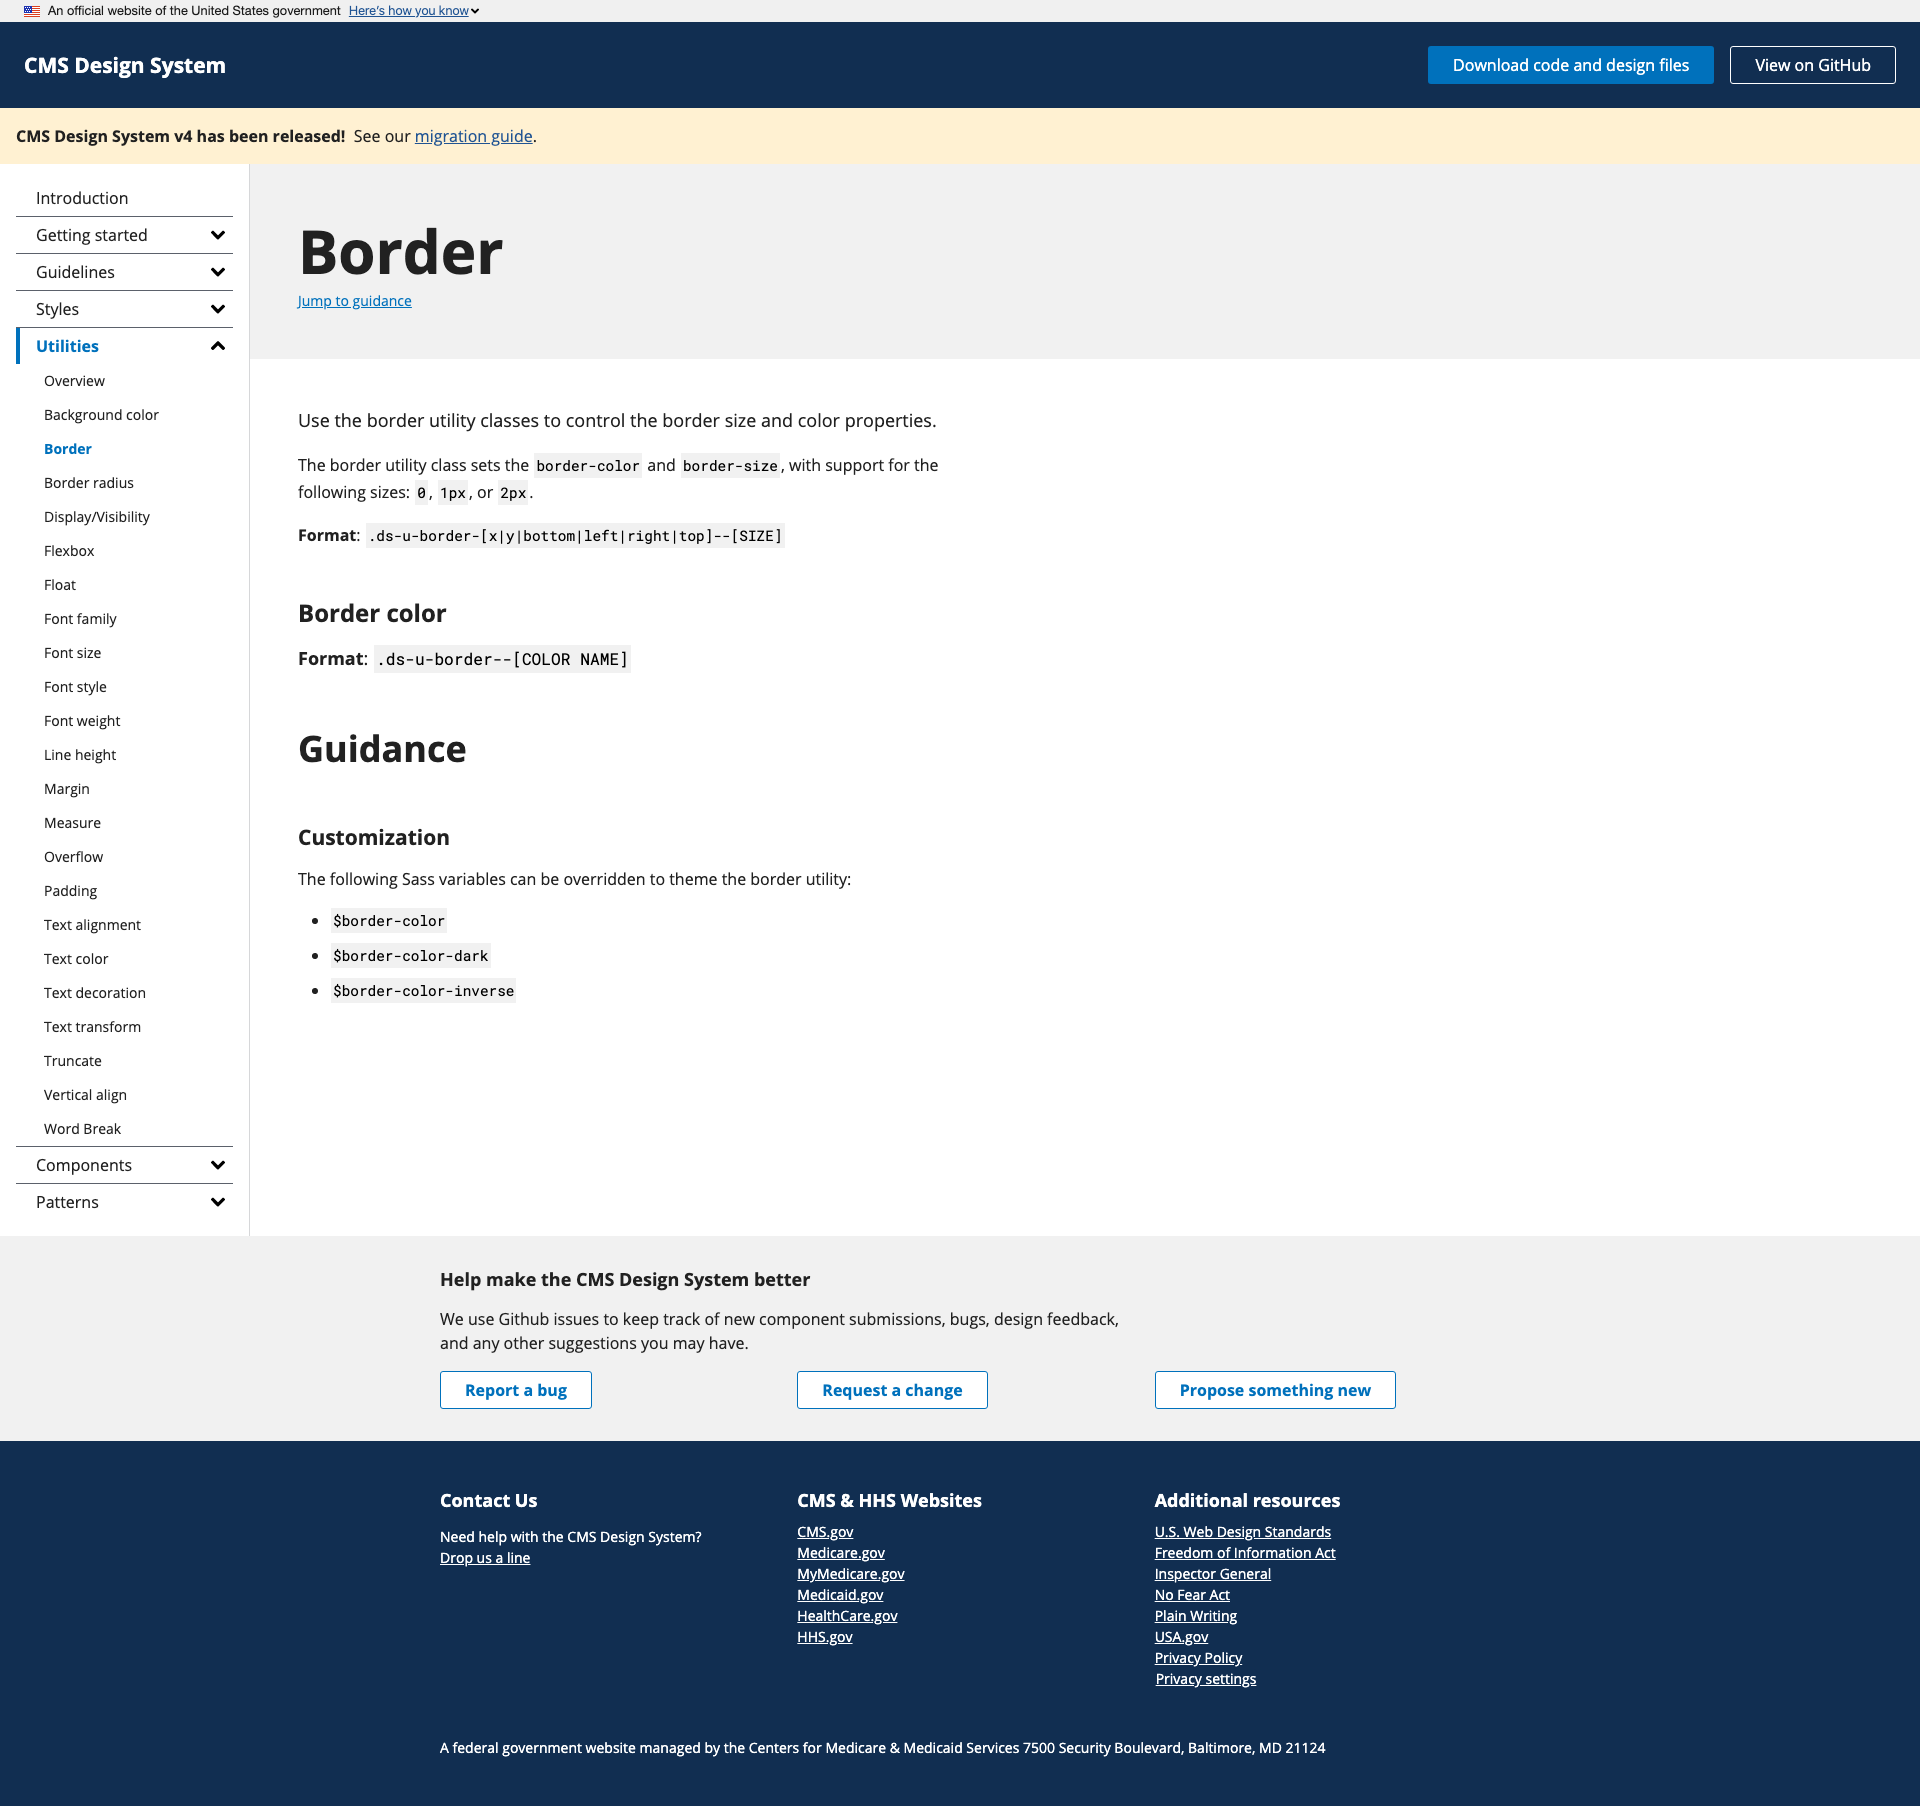 An official website of the United States government Here's how you know
CMS Design System
Download code and design files
View on GitHub
CMS Design System v4 has been released! See our migration guide.
Introduction
Getting started
Guidelines
Styles
Utilities
Overview
Background color
Border
Border radius
Display/Visibility
Flexbox
Float
Font family
Font size
Font style
Font weight
Line height
Margin
Measure
Overflow
Padding
Text alignment
Text color
Text decoration
Text transform
Truncate
Vertical align
Word Break
Components
Patterns
Border
Jump to guidance
Use the border utility classes to control the border size and color properties.
The border utility class sets the border-color and border-size, with support for the
following sizes: 0, 1px, or 2px.
Format: .ds-u-border-[x|y|bottom|left|right|top]--[SIZE]
Border color
Format: .ds-u-border--[COLOR NAME]
Guidance
Customization
The following Sass variables can be overridden to theme the border utility:
• $border-color
• $border-color-dark
• $border-color-inverse
Help make the CMS Design System better
We use Github issues to keep track of new component submissions, bugs, design feedback,
and any other suggestions you may have.
Report a bug
Request a change
Propose something new
Contact Us
Need help with the CMS Design System?
Drop us a line
CMS & HHS Websites
CMS.gov
Medicare.gov
MyMedicare.gov
Medicaid.gov
HealthCare.gov
HHS.gov
Additional resources
U.S. Web Design Standards
Freedom of Information Act
Inspector General
No Fear Act
Plain Writing
USA.gov
Privacy Policy
Privacy settings
A federal government website managed by the Centers for Medicare & Medicaid Services 7500 Security Boulevard, Baltimore, MD 21124